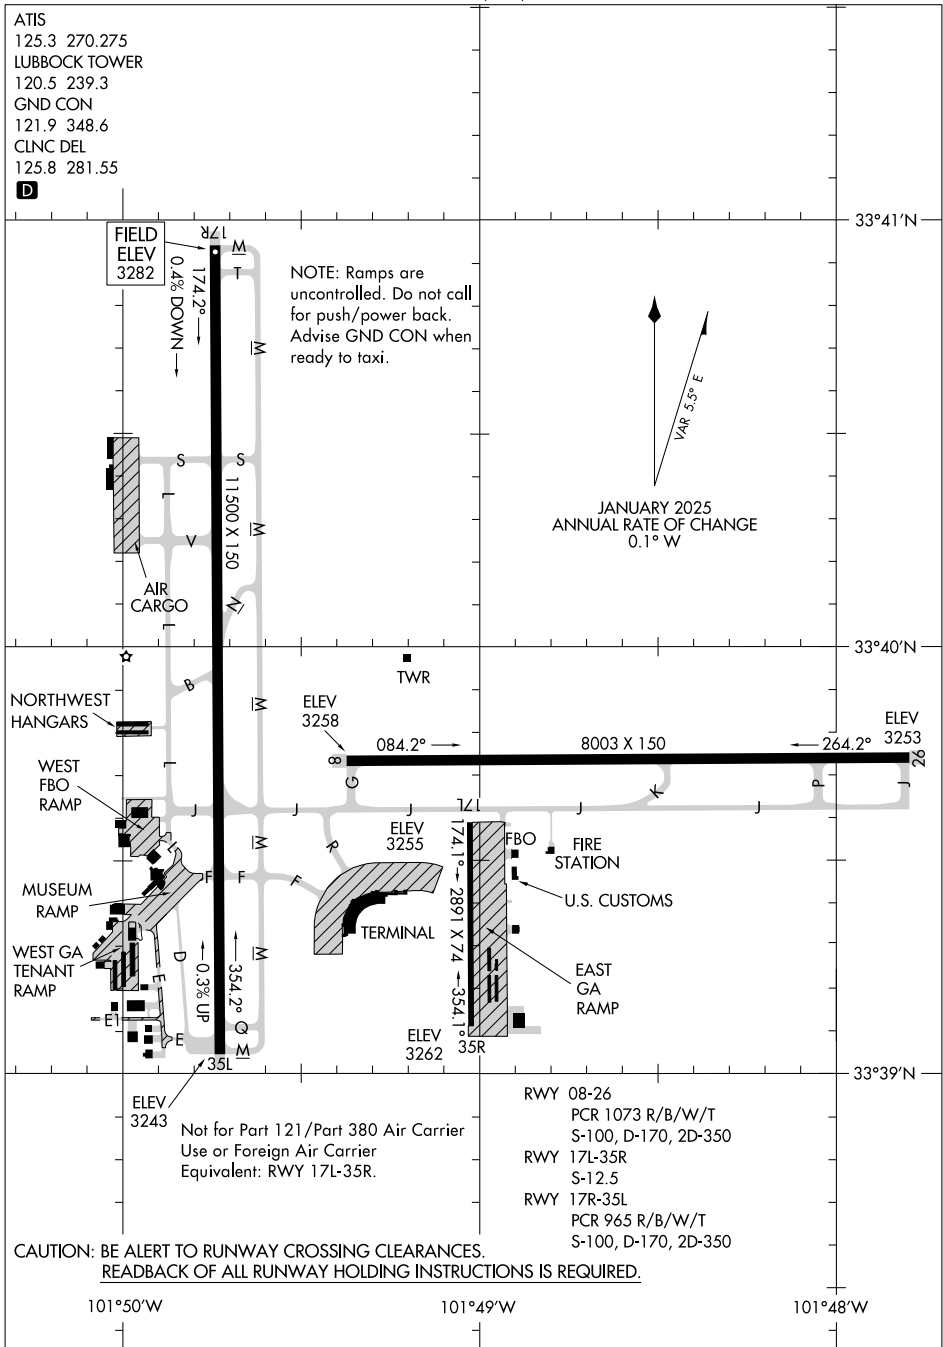 ATIS
125.3 270.275
LUBBOCK TOWER
120.5 239.3
GND CON
121.9 348.6
CLNC DEL
125.8 281.55
D
33°41'N
FIELD
ELEV
3282
17R
M
T
174.2°
0.4% DOWN
NOTE: Ramps are
uncontrolled. Do not call
for push/power back.
Advise GND CON when
ready to taxi.
M
VAR 5.5° E
JANUARY 2025
ANNUAL RATE OF CHANGE
0.1° W
S
S
L
11500 X 150
M
V
AIR
CARGO
N
L
33°40'N
TWR
B
M
NORTHWEST
HANGARS
ELEV
3258
ELEV
3253
8
084.2°
8003 X 150
264.2°
26
L
WEST
FBO
RAMP
G
K
P
J
J
J
J
J
17L
M
L
R
ELEV
3255
174.1°
FBO
FIRE
STATION
MUSEUM
RAMP
F
F
F
U.S. CUSTOMS
2891 X 74
TERMINAL
WEST GA
TENANT
RAMP
D
E
M
0.3% UP
354.2°
EAST
GA
RAMP
354.1°
E1
E
Q
M
35L
ELEV
3262
35R
33°39'N
ELEV
3243
Not for Part 121/Part 380 Air Carrier
Use or Foreign Air Carrier
Equivalent: RWY 17L-35R.
RWY 08-26
PCR 1073 R/B/W/T
S-100, D-170, 2D-350
RWY 17L-35R
S-12.5
RWY 17R-35L
PCR 965 R/B/W/T
S-100, D-170, 2D-350
CAUTION: BE ALERT TO RUNWAY CROSSING CLEARANCES.
READBACK OF ALL RUNWAY HOLDING INSTRUCTIONS IS REQUIRED.
101°50'W
101°49'W
101°48'W